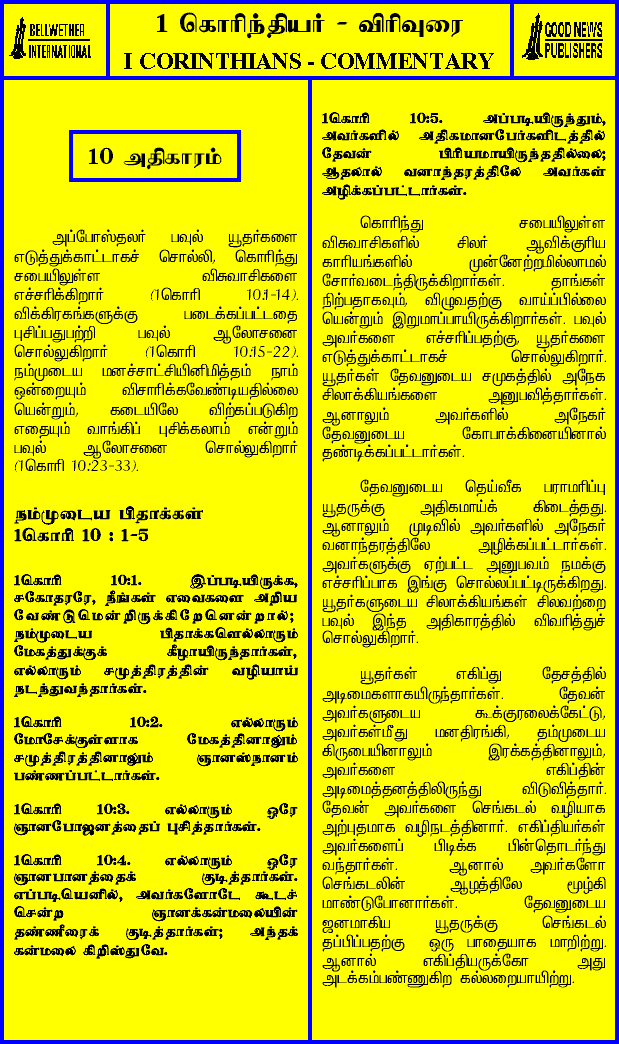 BELLWETHER
INTERNATIONAL
1 கொரிந்தியர் - விரிவுரை
I CORINTHIANS - COMMENTARY
GOOD NEWS
PUBLISHERS
10 அதிகாரம்
அப்போஸ்தலர் பவுல் யூதர்களை
எடுத்துக்காட்டாகச் சொல்லி, கொரிந்து
சபையிலுள்ள விசுவாசிகளை
எச்சரிக்கிறார் (1கொரி 10:1-14).
விக்கிரகங்களுக்கு படைக்கப்பட்டதை
புசிப்பதுபற்றி பவுல் ஆலோசனை
சொல்லுகிறார் (1கொரி 10:15-22).
நம்முடைய மனச்சாட்சியினிமித்தம் நாம்
ஒன்றையும் விசாரிக்கவேண்டியதில்லை
யென்றும், கடையிலே விற்கப்படுகிற
எதையும் வாங்கிப் புசிக்கலாம் என்றும்
பவுல் ஆலோசனை சொல்லுகிறார்
(1கொரி 10:23-33).
நம்முடைய பிதாக்கள்
1கொரி 10 : 1-5
1கொரி 10:1. இப்படியிருக்க,
சகோதரரே, நீங்கள் எவைகளை அறிய
வேண்டுமென்றிருக்கிறேனென்றால்;
நம்முடைய பிதாக்களெல்லாரும்
மேகத்துக்குக் கீழாயிருந்தார்கள்,
எல்லாரும் சமுத்திரத்தின் வழியாய்
நடந்துவந்தார்கள்.
1கொரி 10:2. எல்லாரும்
மோசேக்குள்ளாக மேகத்தினாலும்
சமுத்திரத்தினாலும் ஞானஸ்நானம்
பண்ணப்பட்டார்கள்.
1கொரி 10:3. எல்லாரும் ஒரே
ஞானபோஜனத்தைப் புசித்தார்கள்.
1கொரி 10:4. எல்லாரும் ஒரே
ஞானபானத்தைக் குடித்தார்கள்.
எப்படியெனில், அவர்களோடே கூடச்
சென்ற ஞானக்கன்மலையின்
தண்ணீரைக் குடித்தார்கள்; அந்தக்
கன்மலை கிறிஸ்துவே.
1கொரி 10:5. அப்படியிருந்தும்,
அவர்களில் அதிகமானபேர்களிடத்தில்
தேவன் பிரியமாயிருந்ததில்லை;
ஆதலால் வனாந்தரத்திலே அவர்கள்
அழிக்கப்பட்டார்கள்.
கொரிந்து சபையிலுள்ள
விசுவாசிகளில் சிலர் ஆவிக்குரிய
காரியங்களில் முன்னேற்றமில்லாமல்
சோர்வடைந்திருக்கிறார்கள். தாங்கள்
நிற்பதாகவும், விழுவதற்கு வாய்ப்பில்லை
யென்றும் இறுமாப்பாயிருக்கிறார்கள். பவுல்
அவர்களை எச்சரிப்பதற்கு, யூதர்களை
எடுத்துக்காட்டாகச் சொல்லுகிறார்.
யூதர்கள் தேவனுடைய சமுகத்தில் அநேக
சிலாக்கியங்களை அனுபவித்தார்கள்.
ஆனாலும் அவர்களில் அநேகர்
தேவனுடைய கோபாக்கினையினால்
தண்டிக்கப்பட்டார்கள்.
தேவனுடைய தெய்வீக பராமரிப்பு
யூதருக்கு அதிகமாய்க் கிடைத்தது.
ஆனாலும் முடிவில் அவர்களில் அநேகர்
வனாந்தரத்திலே அழிக்கப்பட்டார்கள்.
அவர்களுக்கு ஏற்பட்ட அனுபவம் நமக்கு
எச்சரிப்பாக இங்கு சொல்லப்பட்டிருக்கிறது.
யூதர்களுடைய சிலாக்கியங்கள் சிலவற்றை
பவுல் இந்த அதிகாரத்தில் விவரித்துச்
சொல்லுகிறார்.
யூதர்கள் எகிப்து தேசத்தில்
அடிமைகளாகயிருந்தார்கள். தேவன்
அவர்களுடைய கூக்குரலைக்கேட்டு,
அவர்கள்மீது மனதிரங்கி, தம்முடைய
கிருபையினாலும் இரக்கத்தினாலும்,
அவர்களை எகிப்தின்
அடிமைத்தனத்திலிருந்து விடுவித்தார்.
தேவன் அவர்களை செங்கடல் வழியாக
அற்புதமாக வழிநடத்தினார். எகிப்தியர்கள்
அவர்களைப் பிடிக்க பின்தொடர்ந்து
வந்தார்கள். ஆனால் அவர்களோ
செங்கடலின் ஆழத்திலே மூழ்கி
மாண்டுபோனார்கள். தேவனுடைய
ஜனமாகிய யூதருக்கு செங்கடல்
தப்பிப்பதற்கு ஒரு பாதையாக மாறிற்று.
ஆனால் எகிப்தியருக்கோ அது
அடக்கம்பண்ணுகிற கல்லறையாயிற்று.